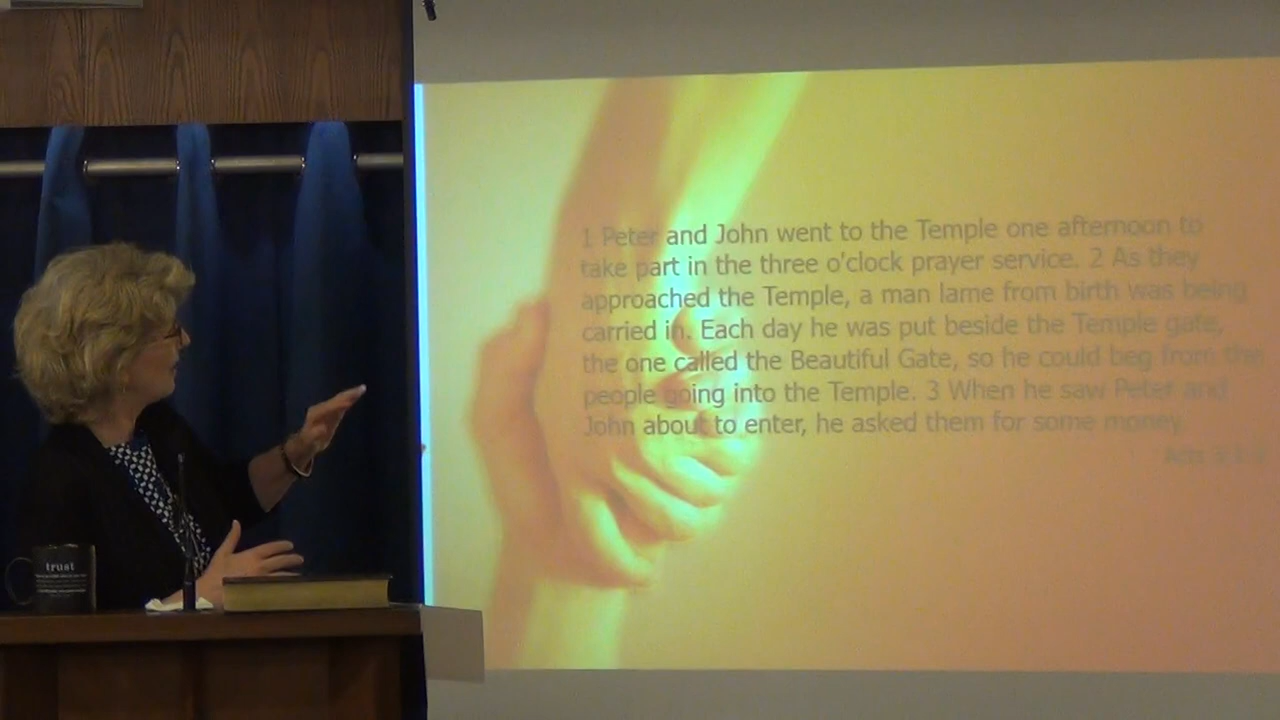 1 Peter and John went to the Temple one afternoon to
take part in the three o'clock prayer service. 2 As they
approached the Temple, a man lame from birth was being
carried in. Each day he was put beside the Temple gate,
the one called the Beautiful Gate, so he could beg from the
people going into the Temple. 3 When he saw Peter and
John about to enter, he asked them for some money.
Acts 3:1-3
trust